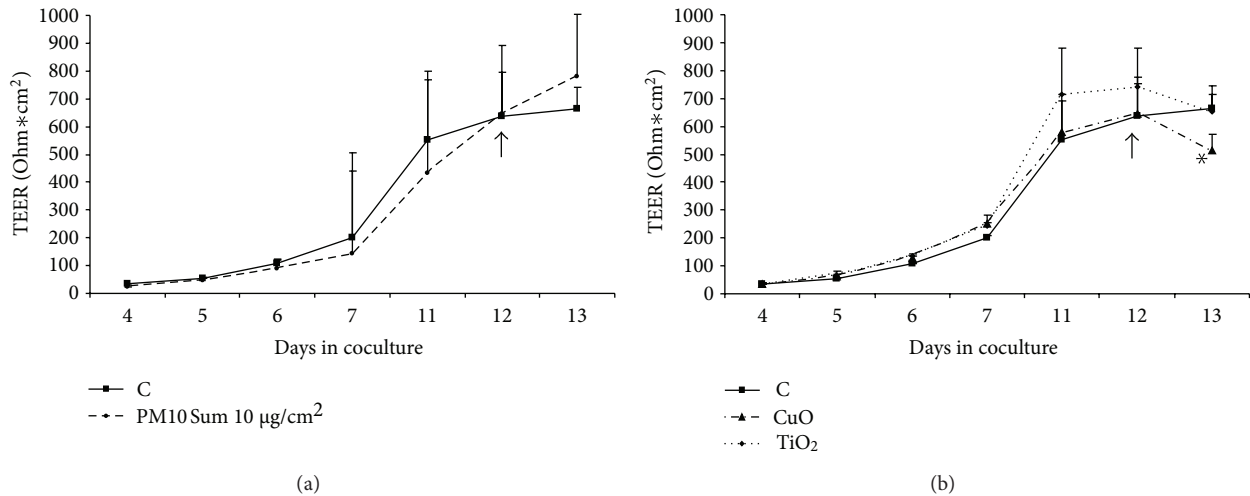 1000
900
800
700
600
500
400
300
200
100
0
TEER (Ohm∗cm²)
4 5 6 7 11 12 13
Days in coculture
C
PM10 Sum 10 µg/cm²
(a)
1000
900
800
700
600
500
400
300
200
100
0
TEER (Ohm∗cm²)
∗
4 5 6 7 11 12 13
Days in coculture
C
CuO
TiO₂
(b)